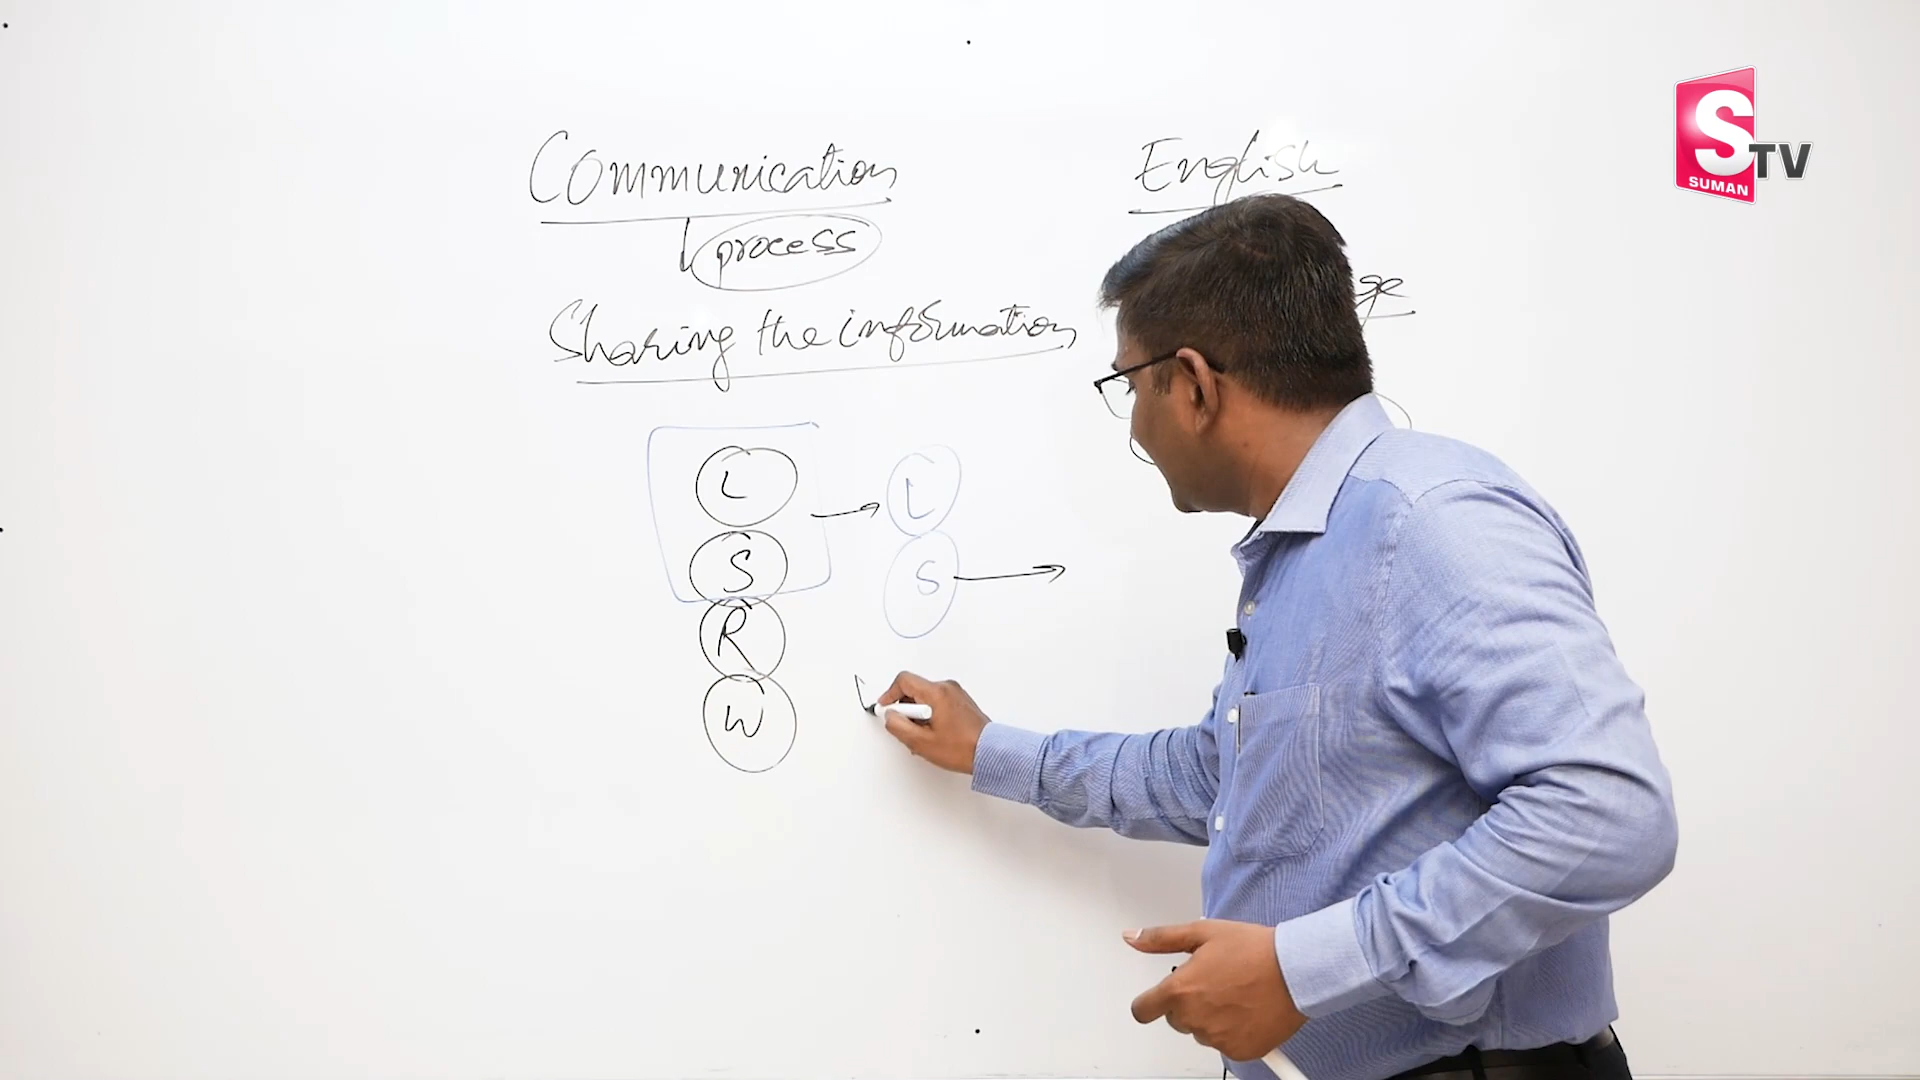 Communication
process
Sharing the information
L
S
R
W
L
S
English
S TV
SUMAN